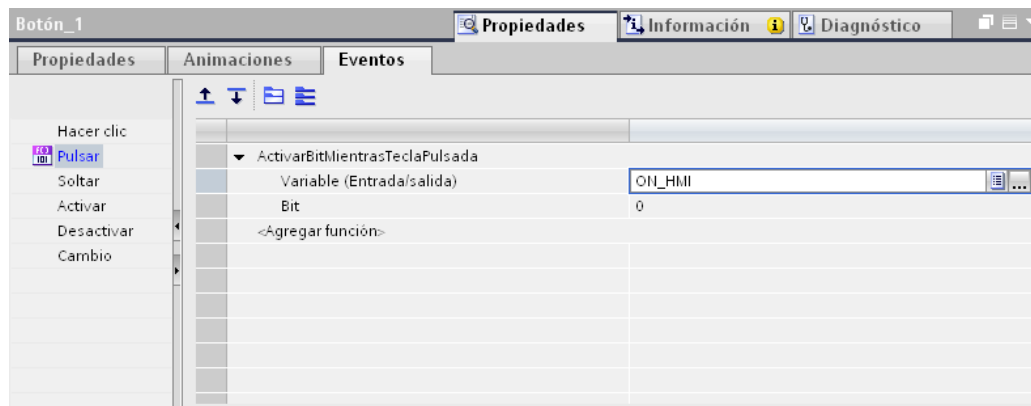 Botón_1 Propiedades Información Diagnóstico
Propiedades Animaciones Eventos
Hacer clic
Pulsar
Soltar
Activar
Desactivar
Cambio
ActivarBitMientrasTeclaPulsada
Variable (Entrada/salida) ON_HMI ...
Bit 0
<Agregar función>